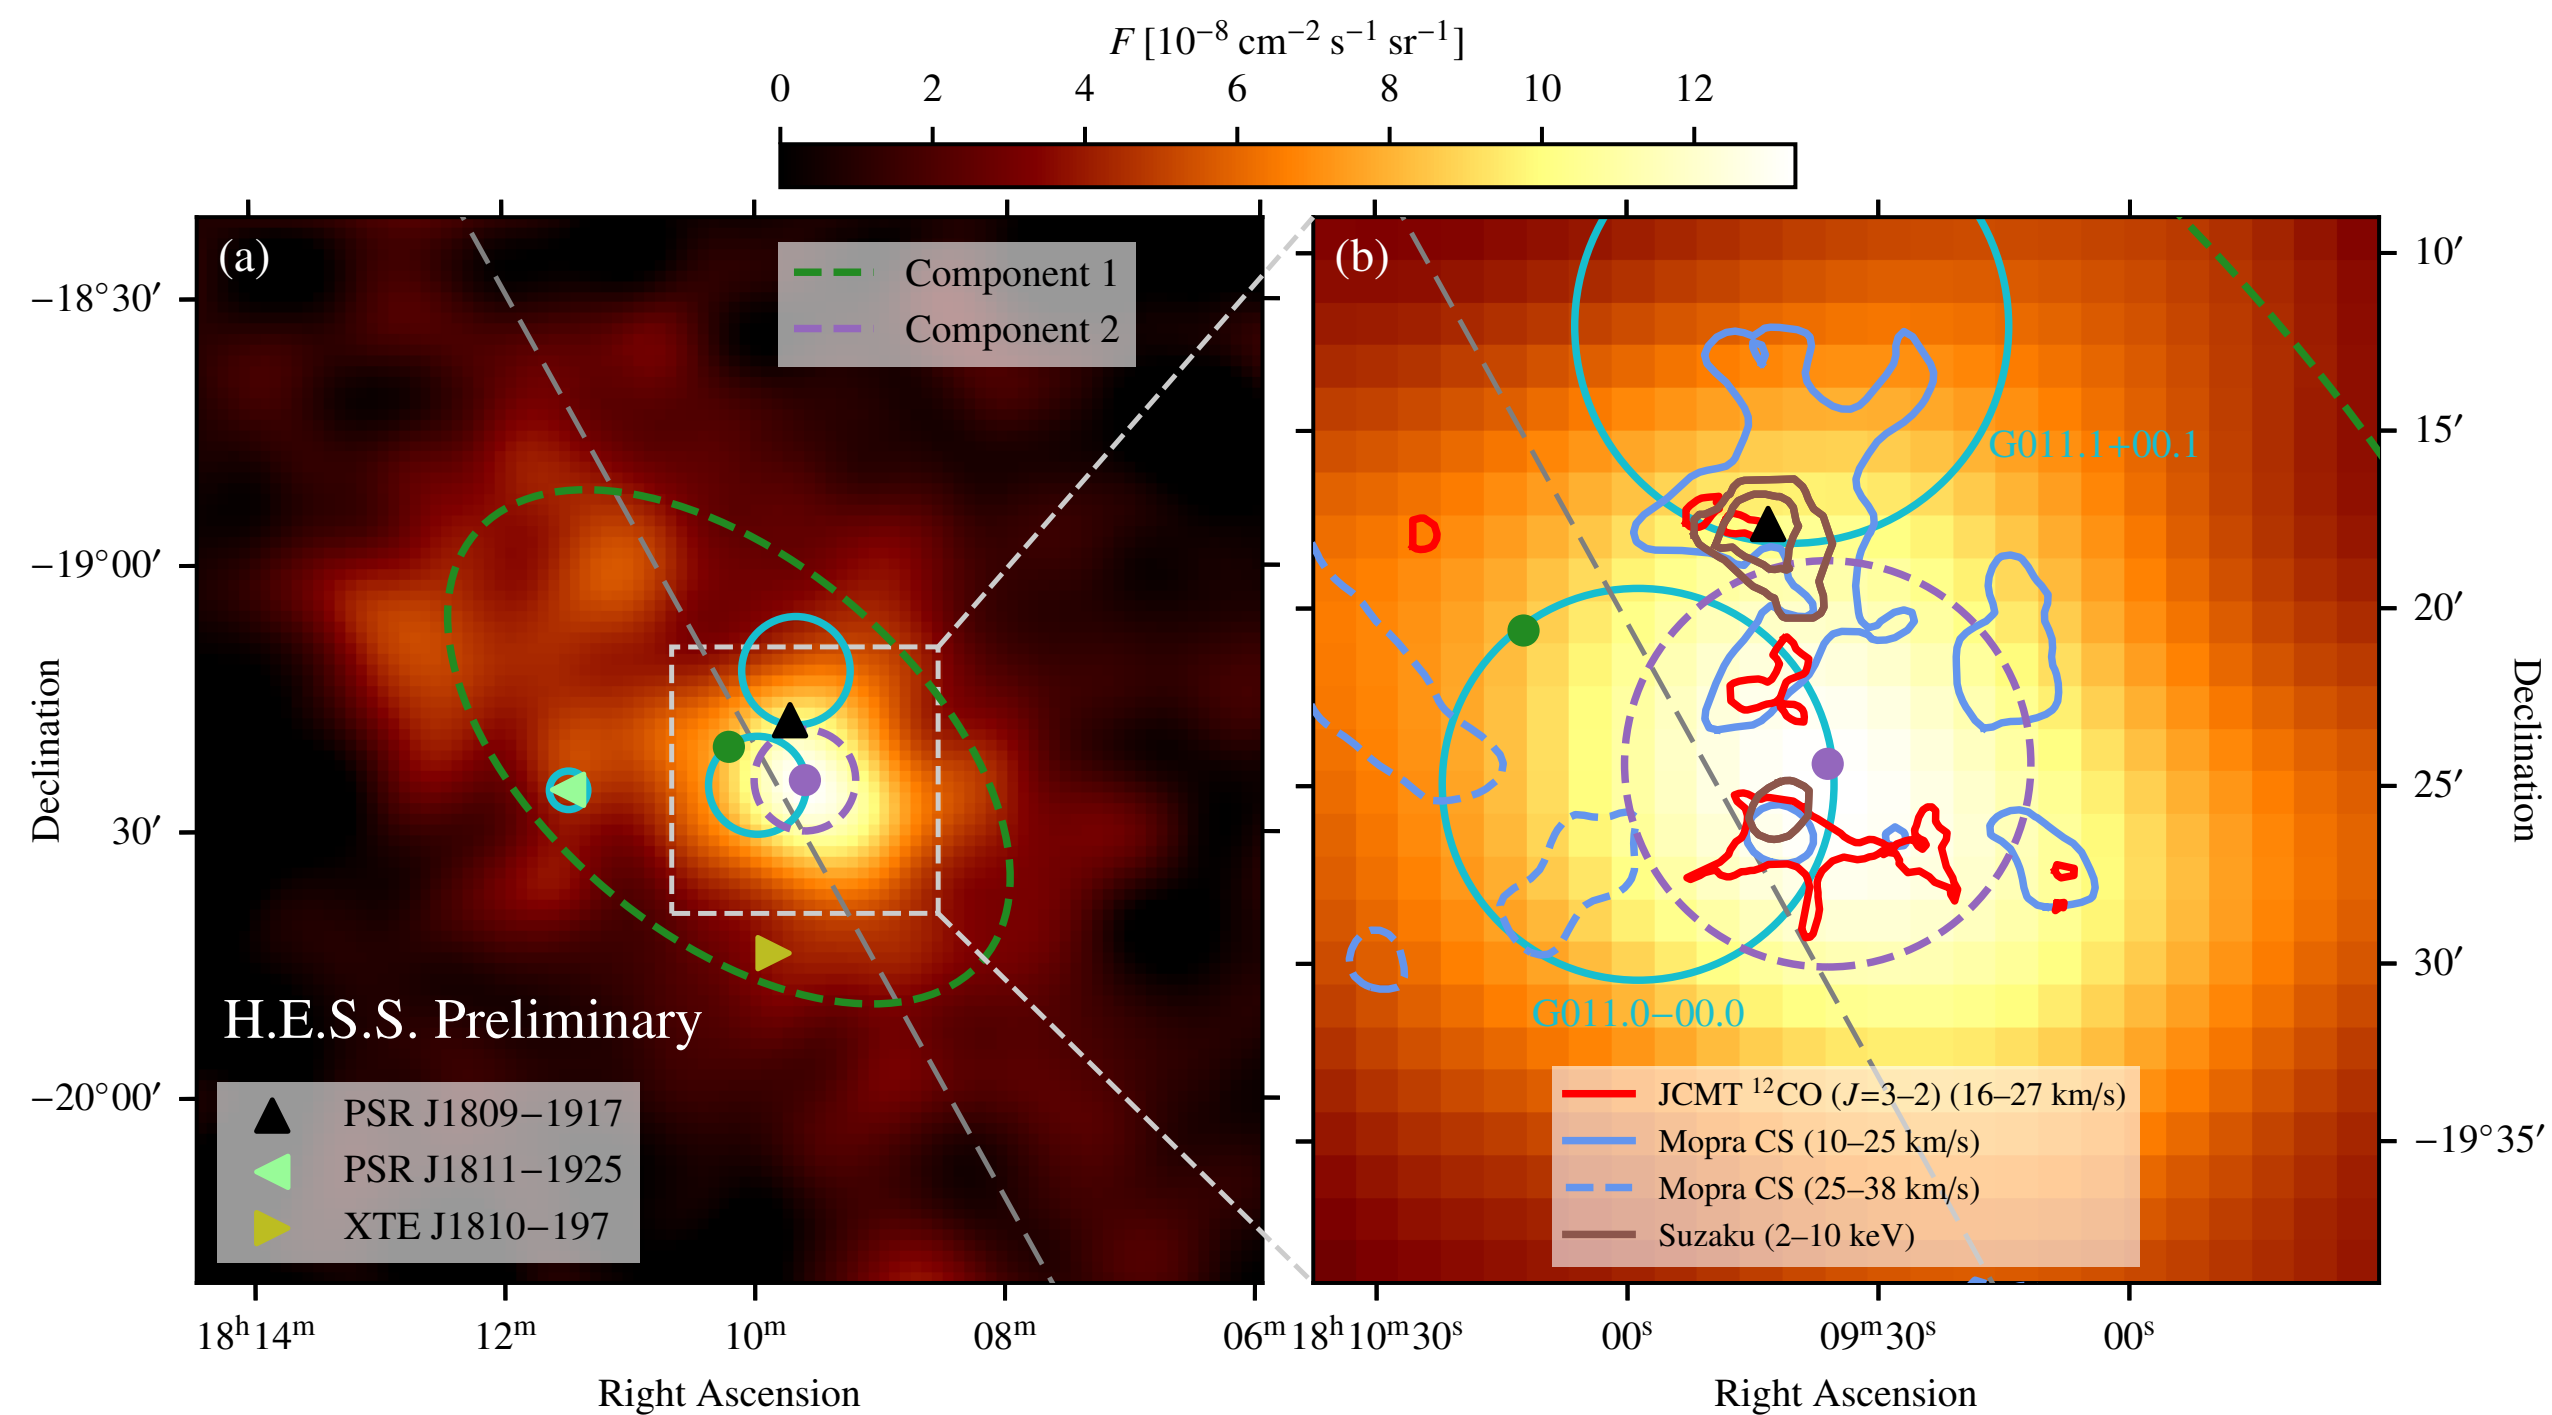 F [10⁻⁸ cm⁻² s⁻¹ sr⁻¹]
0 2 4 6 8 10 12
(a)
Component 1
Component 2
−18°30′
−19°00′
30′
−20°00′
Declination
H.E.S.S. Preliminary
PSR J1809−1917
PSR J1811−1925
XTE J1810−197
18ʰ14ᵐ 12ᵐ 10ᵐ 08ᵐ 06ᵐ
Right Ascension
(b)
G011.1+00.1
G011.0−00.0
JCMT ¹²CO (J=3–2) (16–27 km/s)
Mopra CS (10–25 km/s)
Mopra CS (25–38 km/s)
Suzaku (2–10 keV)
10′
15′
20′
25′
30′
−19°35′
Declination
18ʰ10ᵐ30ˢ 00ˢ 09ᵐ30ˢ 00ˢ
Right Ascension